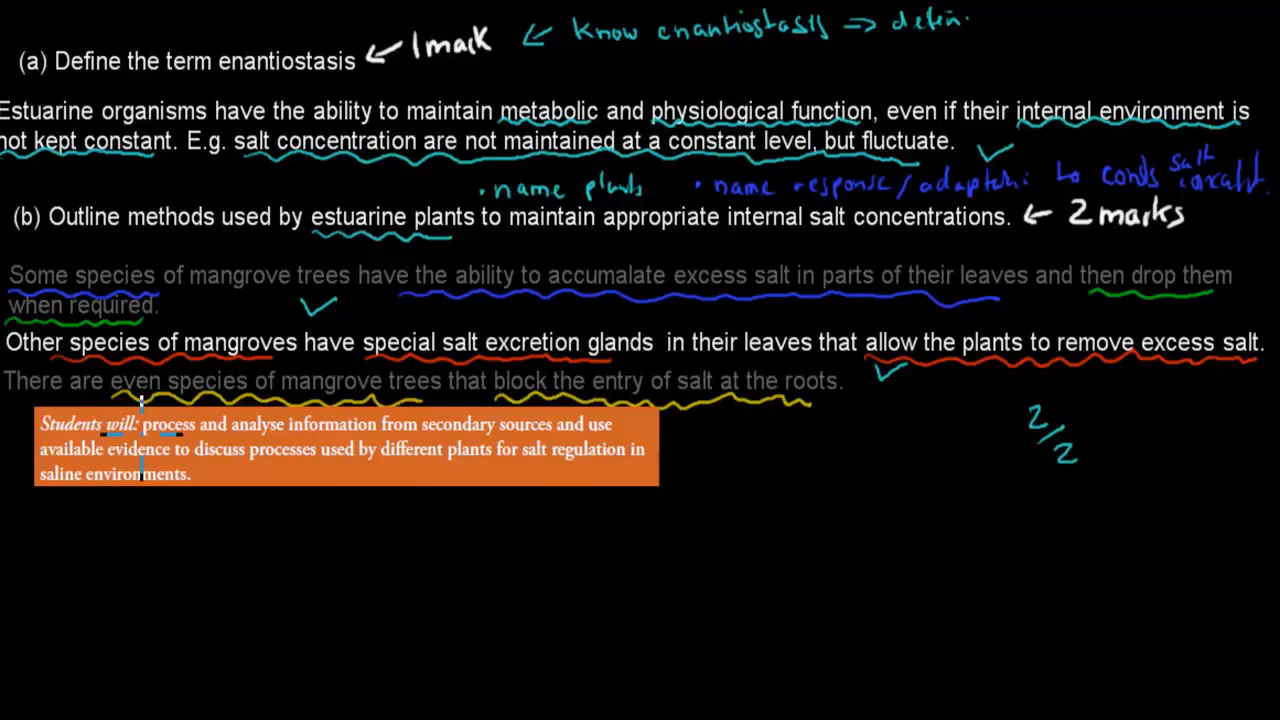 (a) Define the term enantiostasis ← 1 mark ← know enantiostasis ⇒ defin.
Estuarine organisms have the ability to maintain metabolic and physiological function, even if their internal environment is
not kept constant. E.g. salt concentration are not maintained at a constant level, but fluctuate. ✓
• name plants • name response / to conds salt
(b) Outline methods used by estuarine plants to maintain appropriate internal salt concentrations. ← 2 marks
Some species of mangrove trees have the ability to accumalate excess salt in parts of their leaves and then drop them
when required. ✓
Other species of mangroves have special salt excretion glands in their leaves that allow the plants to remove excess salt.
There are even species of mangrove trees that block the entry of salt at the roots. ✓
2/2
Students will: process and analyse information from secondary sources and use
available evidence to discuss processes used by different plants for salt regulation in
saline environments.